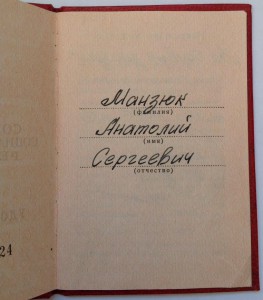 Манзюк
(фамилия)
Анатолий
(имя)
Сергеевич
(отчество)
24